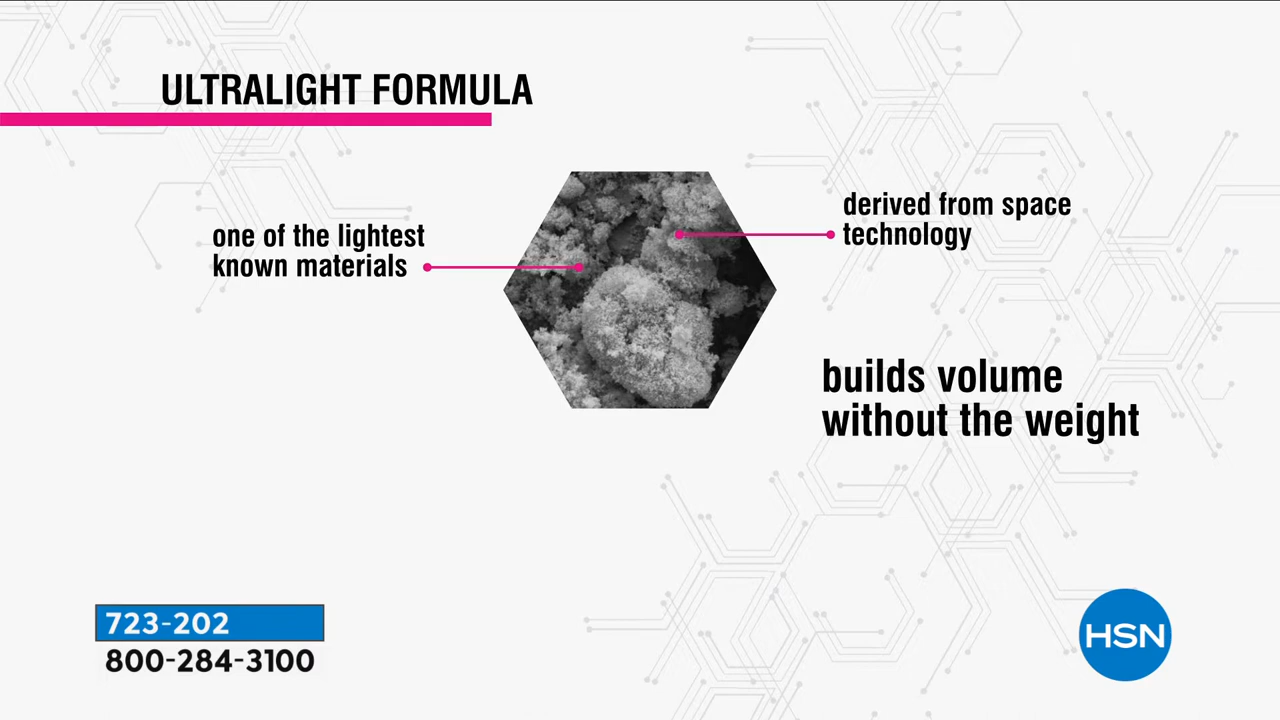 ULTRALIGHT FORMULA
one of the lightest
known materials
derived from space
technology
builds volume
without the weight
723-202
800-284-3100
HSN